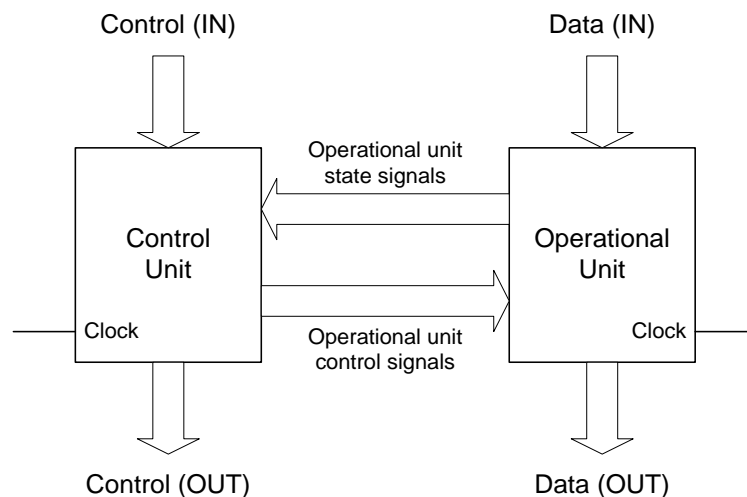 Control (IN)
Data (IN)
Operational unit
state signals
Control
Unit
Operational
Unit
Clock
Operational unit
control signals
Clock
Control (OUT)
Data (OUT)